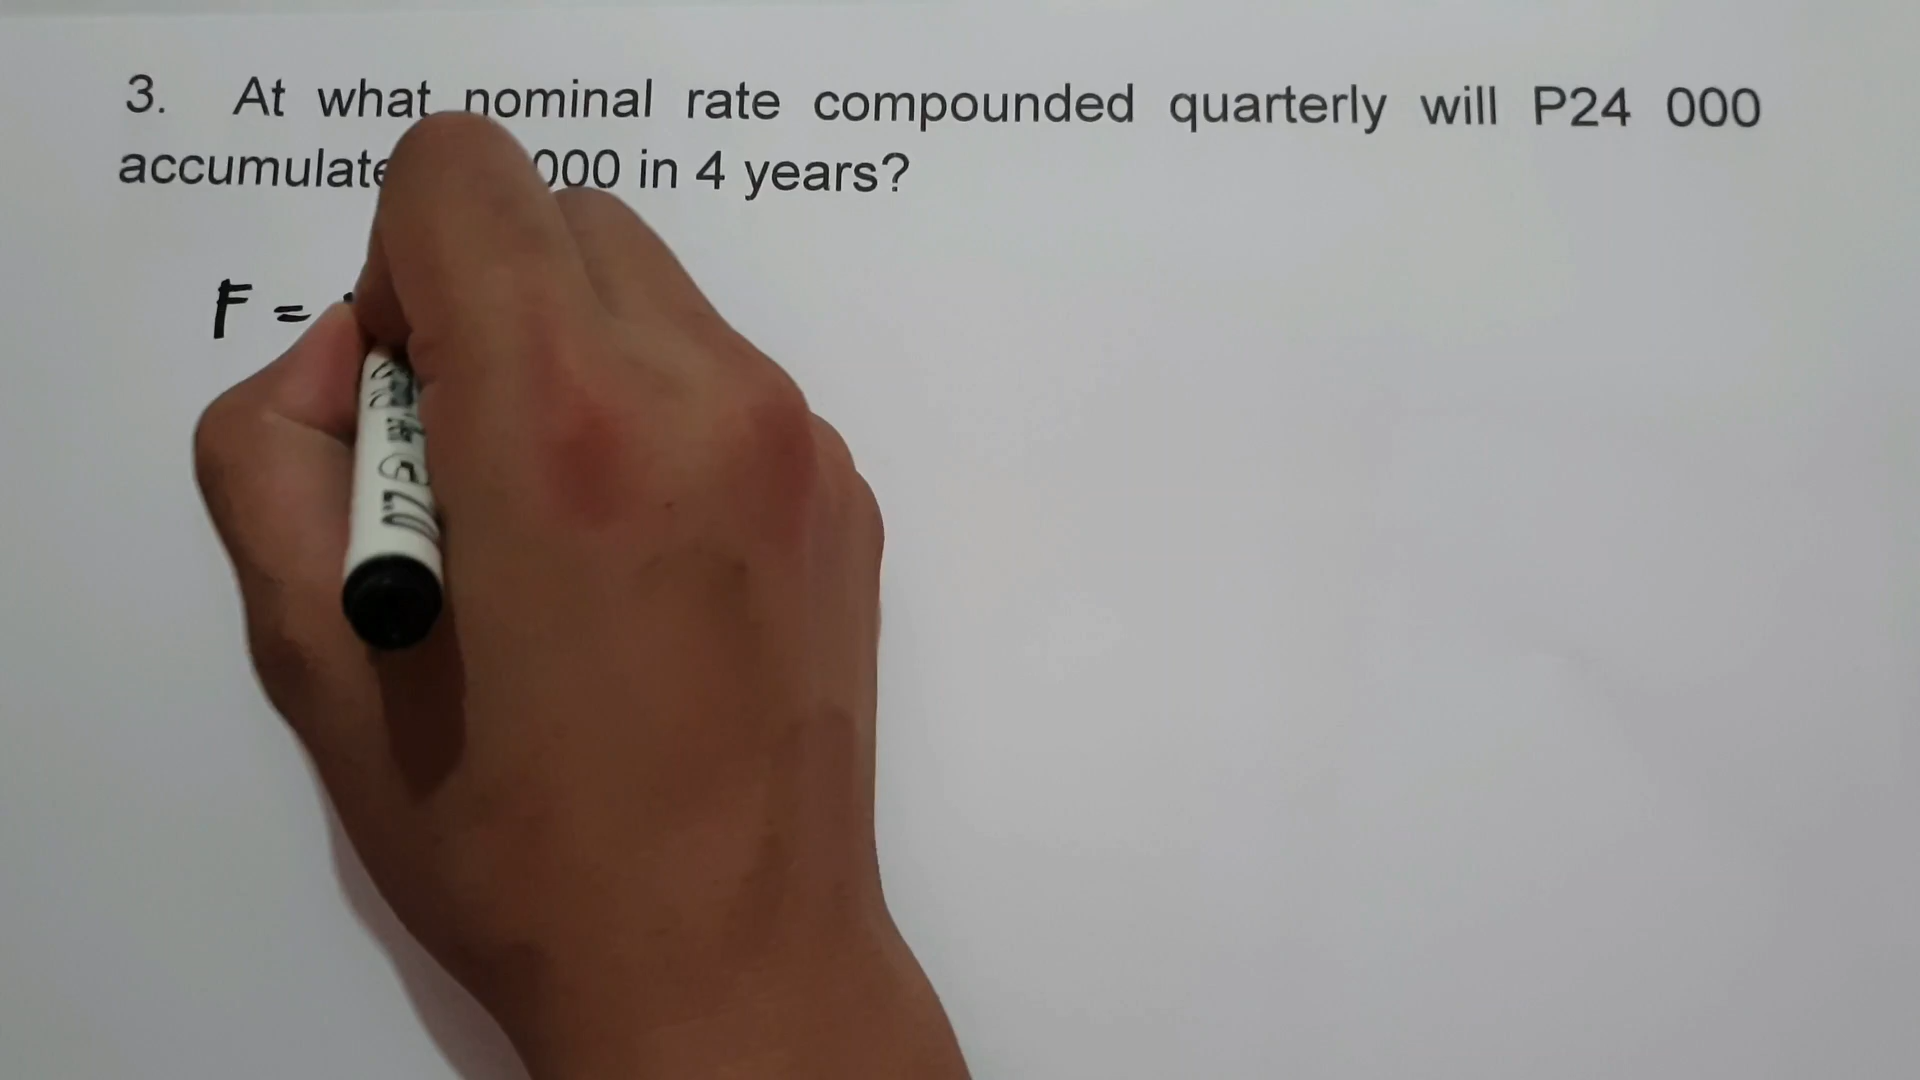 3. At what nominal rate compounded quarterly will P24 000
accumulate 000 in 4 years?
F =